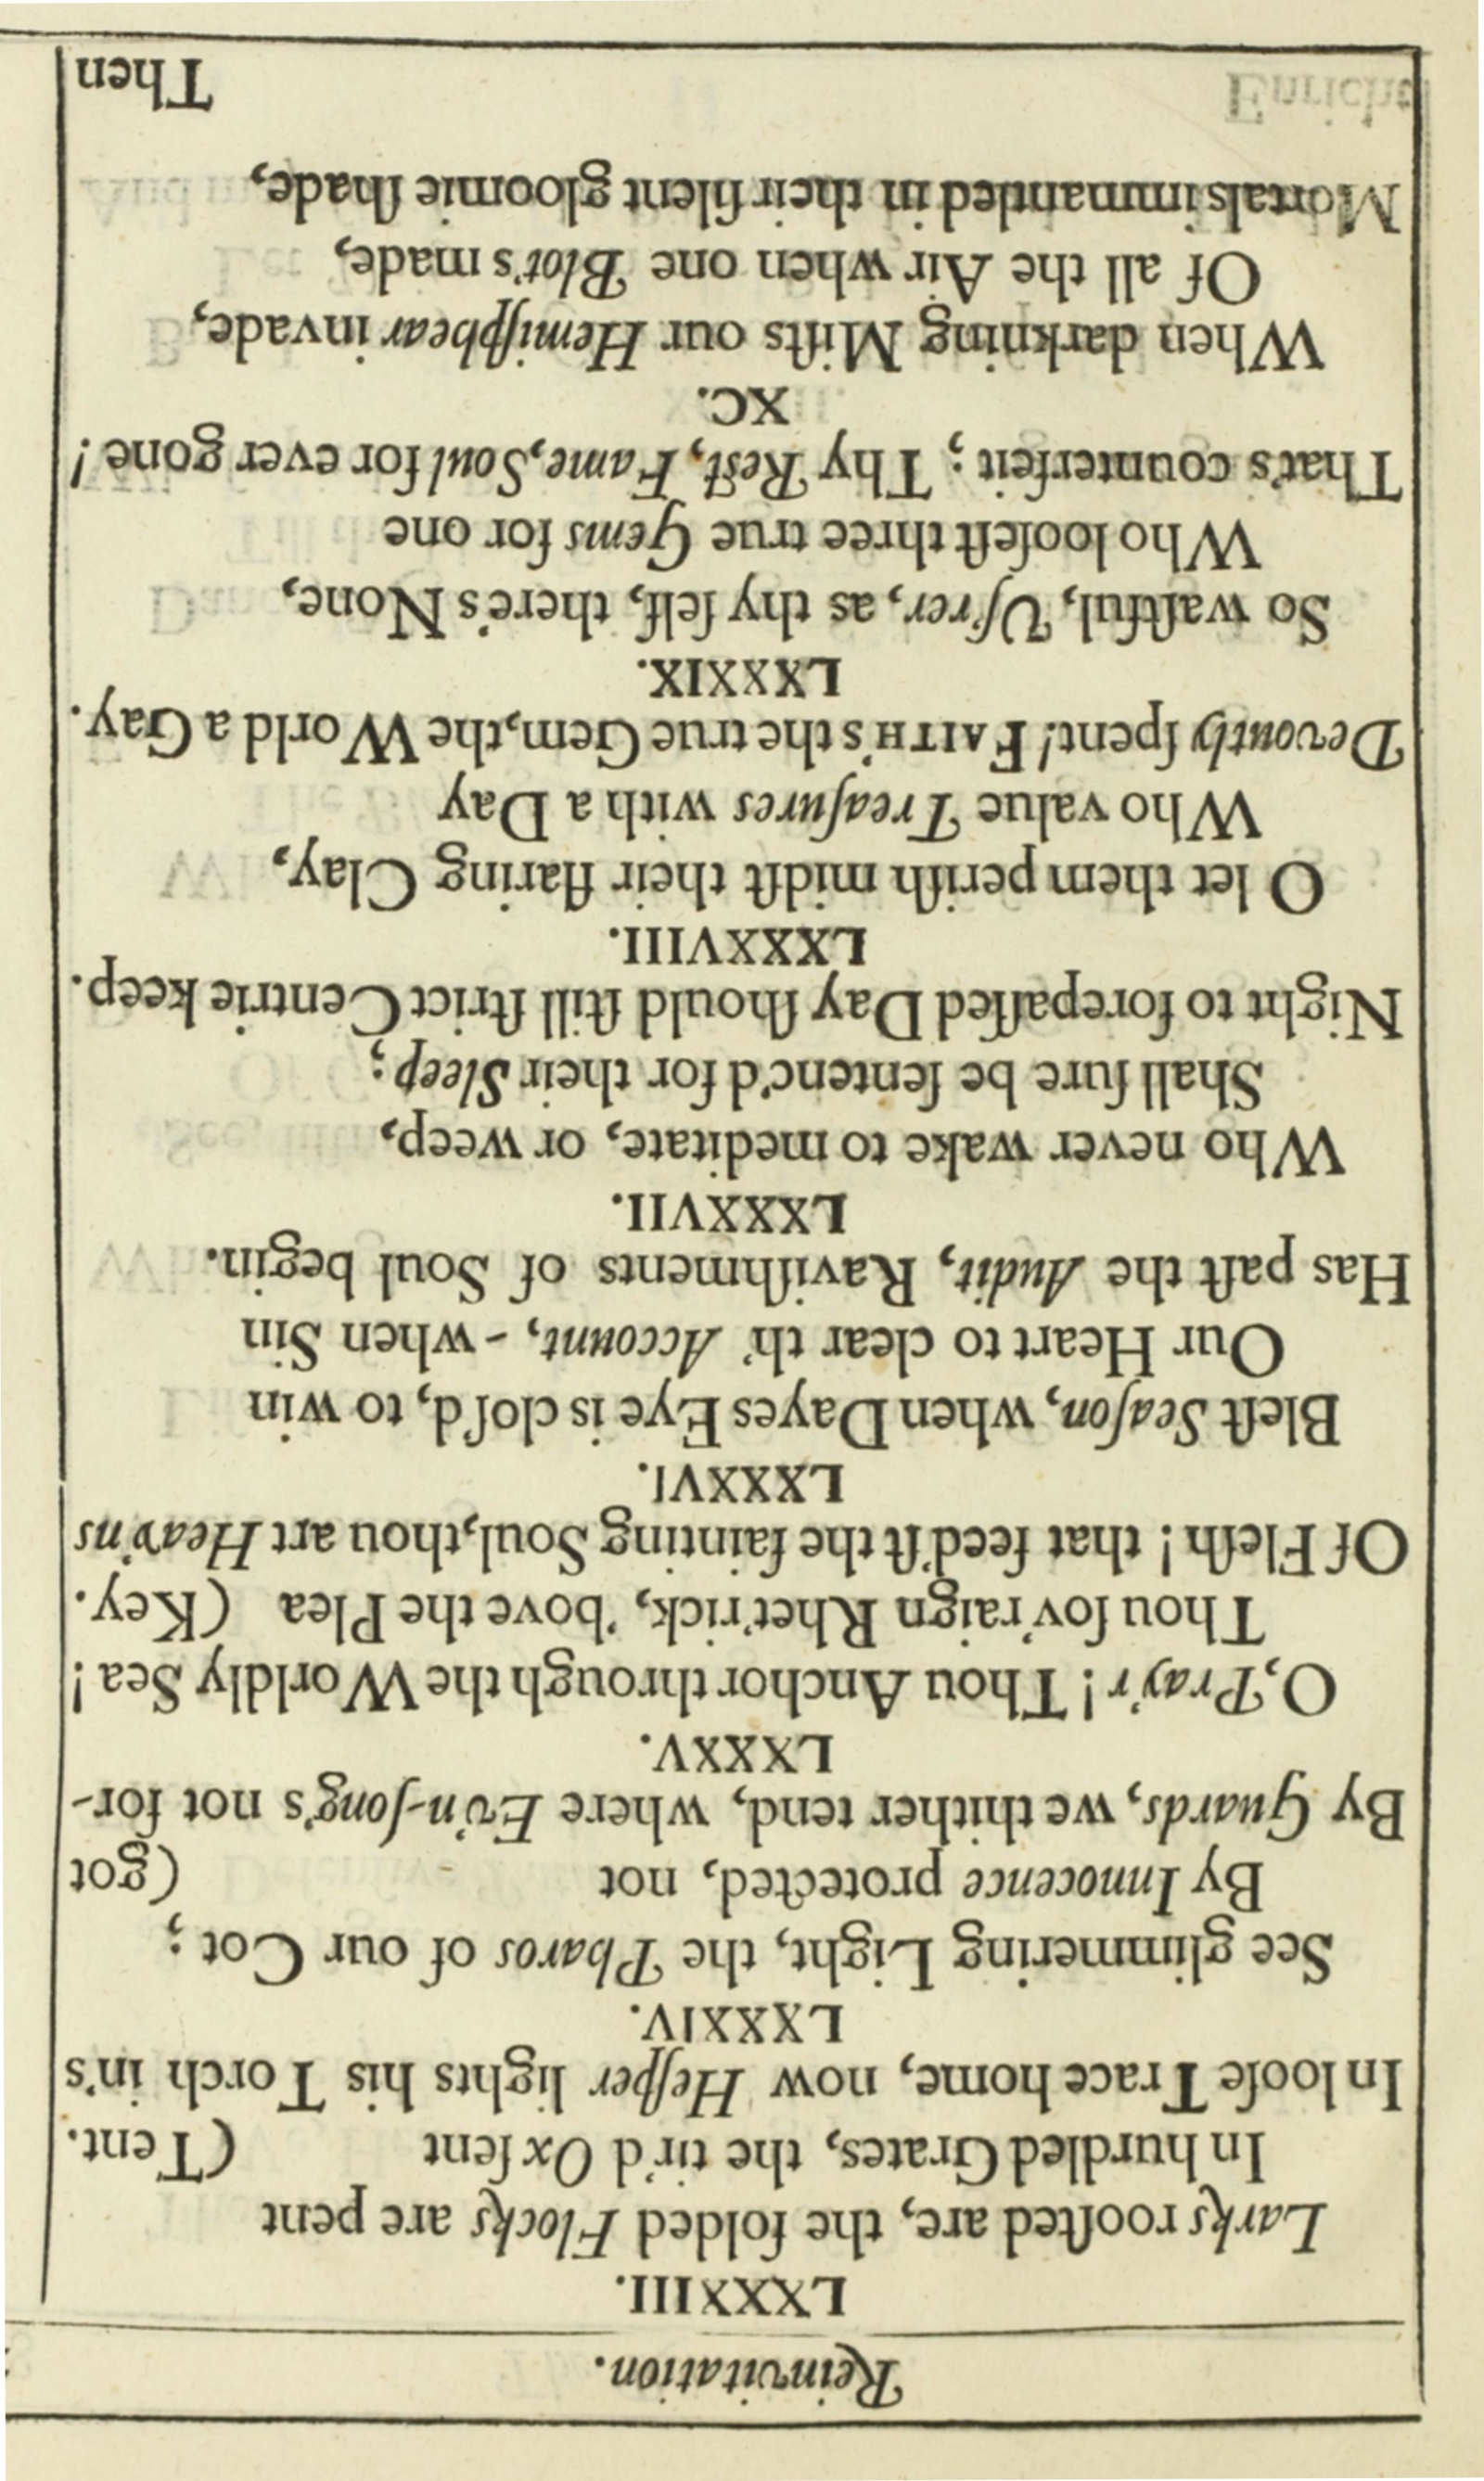 Reinvitation.
LXXXIII.
Larks rooſted are, the folded Flocks are pent
In hurdled Grates, the tir'd Ox ſent (Tent.
In looſe Trace home, now Heſper lights his Torch in's
LXXXIV.
See glimmering Light, the Pharos of our Cot;
By Innocence protected, not (got
By Guards, we thither tend, where Ev'n-ſong's not for-
LXXXV.
O, Pray'r! Thou Anchor through the Worldly Sea!
Thou ſov'raign Rhet'rick, 'bove the Plea (Key.
Of Fleſh! that feed'ſt the fainting Soul, thou art Heav'ns
LXXXVI.
Bleſt Seaſon, when Dayes Eye is clos'd, to win
Our Heart to clear th' Account, - when Sin
Has paſt the Audit, Raviſhments of Soul begin.
LXXXVII.
Who never wake to meditate, or weep,
Shall ſure be ſentenc'd for their Sleep;
Night to forepaſſed Day ſhould ſtill ſtrict Centrie keep.
LXXXVIII.
O let them periſh midſt their flaring Clay,
Who value Treaſures with a Day
Devoutly ſpent! FAITH's the true Gem, the World a Gay.
LXXXIX.
So waſtful, Uſ'rer, as thy ſelf, there's None,
Who looſeſt three true Gems for one
That's counterfeit; Thy Reſt, Fame, Soul for ever gone!
XC.
When darkning Miſts our Hemiſphear invade,
Of all the Air when one Blot's made,
Mortals immantled in their ſilent gloomie ſhade,
Then